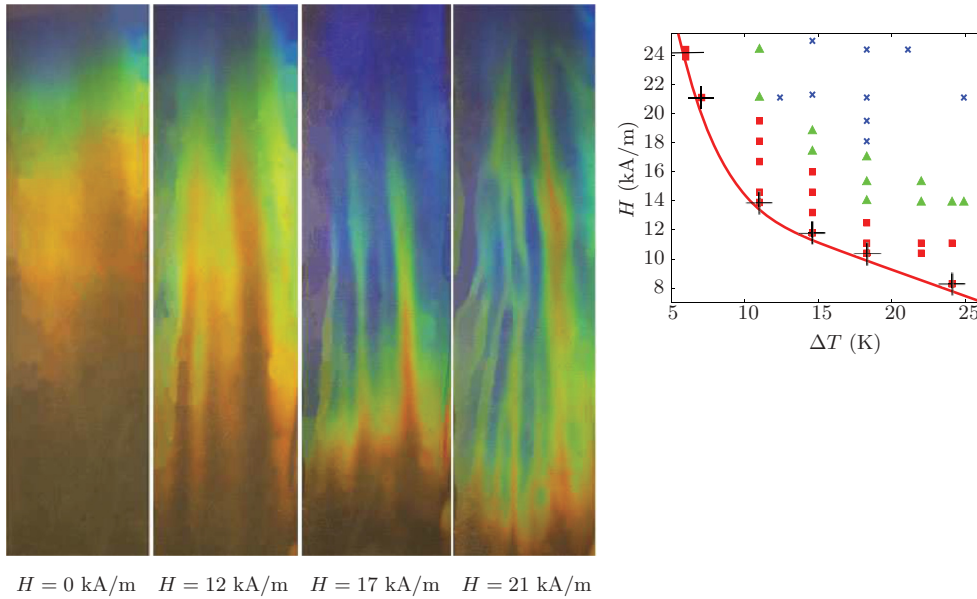 H = 0 kA/m
H = 12 kA/m
H = 17 kA/m
H = 21 kA/m
H (kA/m)
24
22
20
18
16
14
12
10
8
5
10
15
20
25
ΔT (K)